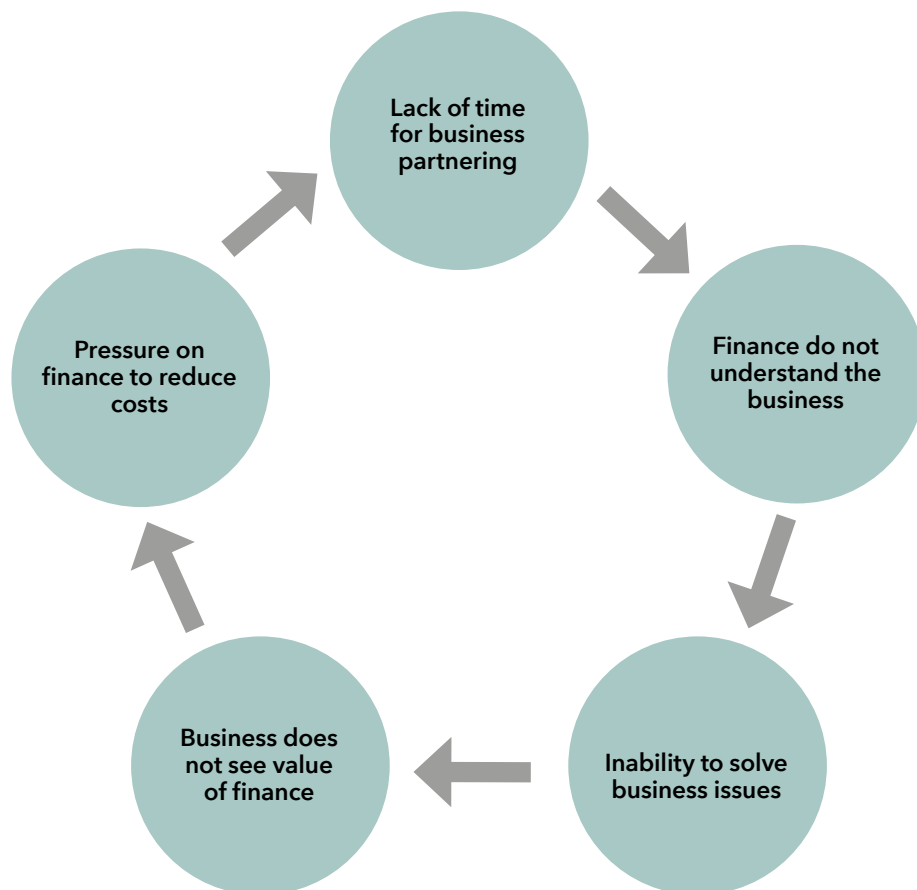 Lack of time
for business
partnering
Finance do not
understand the
business
Inability to solve
business issues
Business does
not see value
of finance
Pressure on
finance to reduce
costs